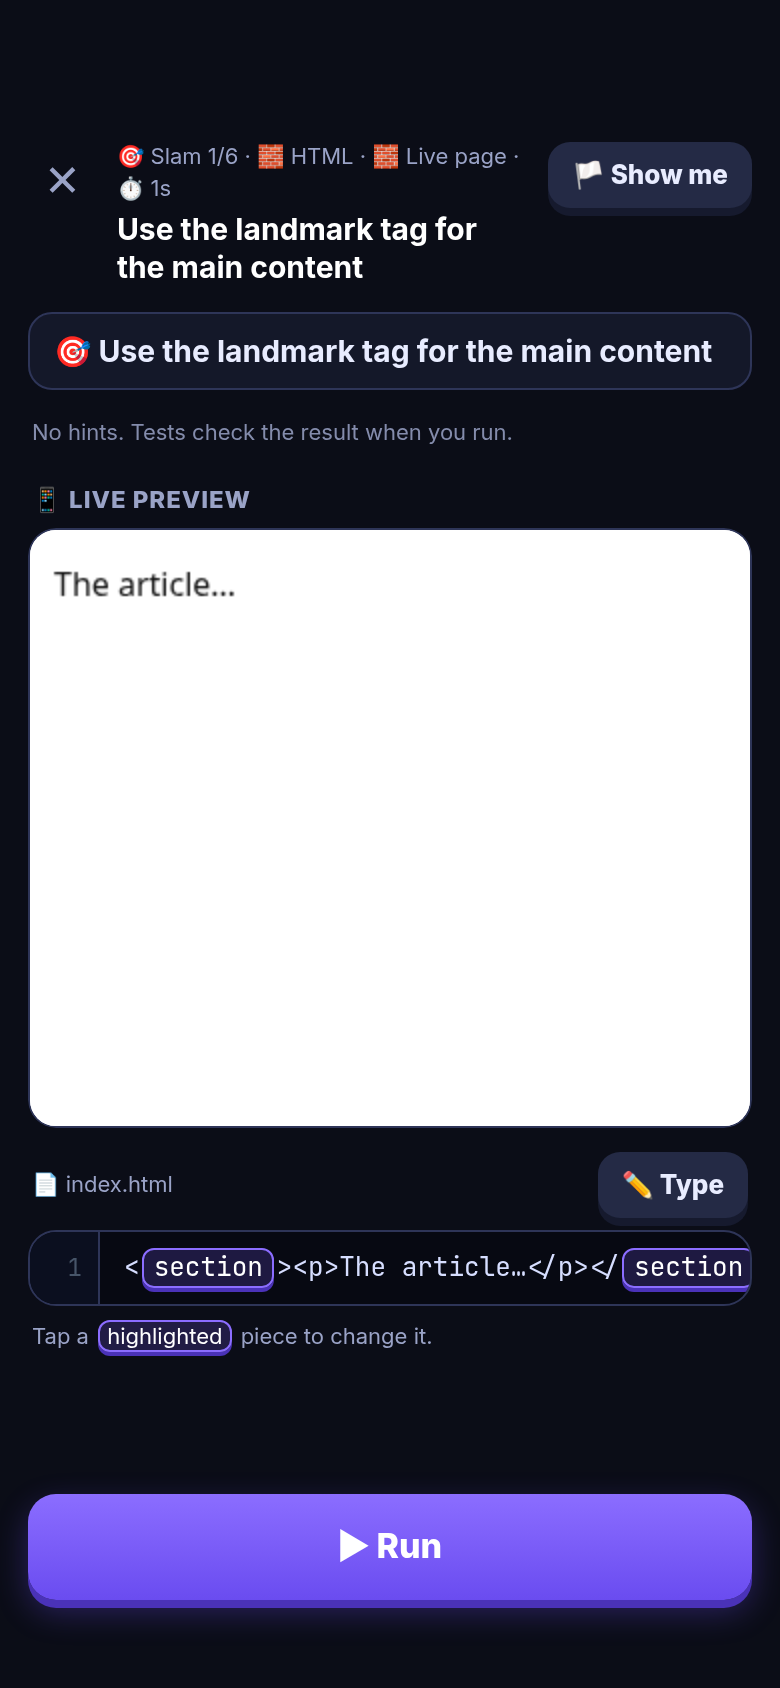 ✕
🎯 Slam 1/6 · 🧱 HTML · 🧱 Live page ·
⏱️ 1s
Use the landmark tag for
the main content
🏳️ Show me
🎯 Use the landmark tag for the main content
No hints. Tests check the result when you run.
📱 LIVE PREVIEW
The article…
📄 index.html
✏️ Type
1 <section><p>The article…</p></section
Tap a highlighted piece to change it.
▶ Run